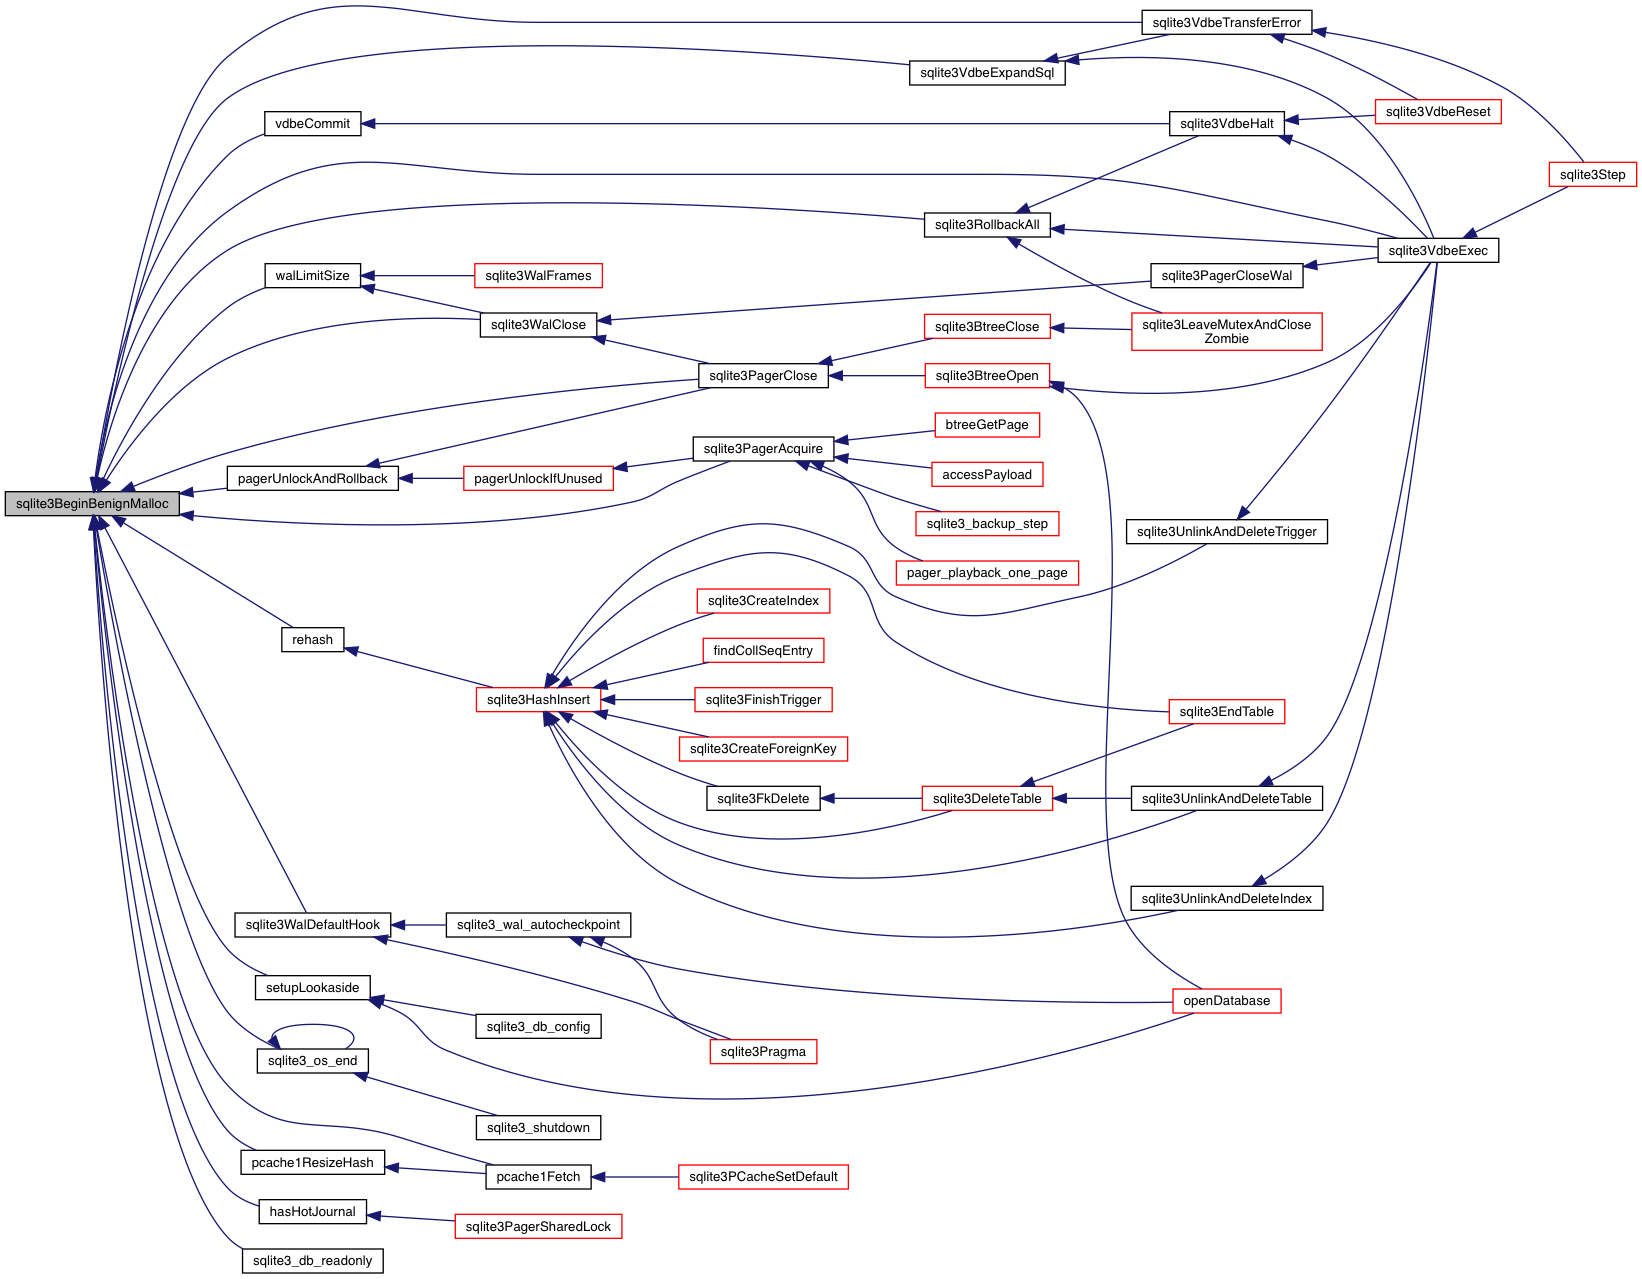 sqlite3VdbeTransferError
sqlite3VdbeExpandSql
sqlite3VdbeReset
vdbeCommit
sqlite3VdbeHalt
sqlite3Step
sqlite3RollbackAll
sqlite3VdbeExec
walLimitSize
sqlite3WalFrames
sqlite3PagerCloseWal
sqlite3WalClose
sqlite3BtreeClose
sqlite3LeaveMutexAndClose
Zombie
sqlite3PagerClose
sqlite3BtreeOpen
btreeGetPage
sqlite3PagerAcquire
pagerUnlockAndRollback
pagerUnlockIfUnused
accessPayload
sqlite3BeginBenignMalloc
sqlite3_backup_step
sqlite3UnlinkAndDeleteTrigger
pager_playback_one_page
sqlite3CreateIndex
rehash
findCollSeqEntry
sqlite3HashInsert
sqlite3FinishTrigger
sqlite3EndTable
sqlite3CreateForeignKey
sqlite3FkDelete
sqlite3DeleteTable
sqlite3UnlinkAndDeleteTable
sqlite3UnlinkAndDeleteIndex
sqlite3WalDefaultHook
sqlite3_wal_autocheckpoint
setupLookaside
openDatabase
sqlite3_db_config
sqlite3Pragma
sqlite3_os_end
sqlite3_shutdown
pcache1ResizeHash
pcache1Fetch
sqlite3PCacheSetDefault
hasHotJournal
sqlite3PagerSharedLock
sqlite3_db_readonly